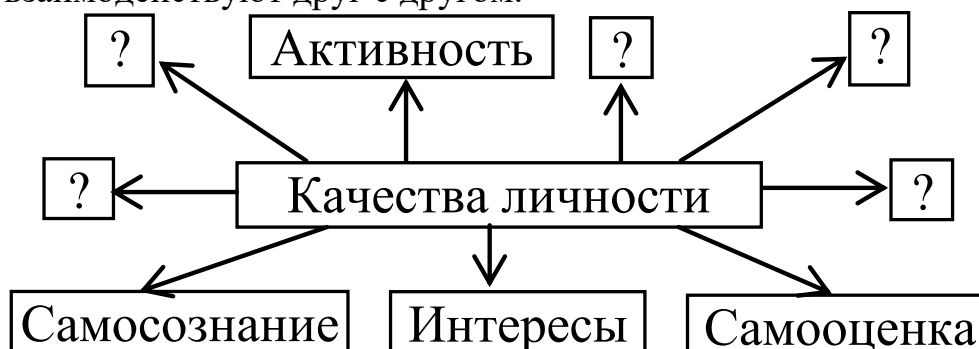 взаимодействуют друг с другом.
? Активность ? ?
? Качества личности ?
Самосознание Интересы Самооценка